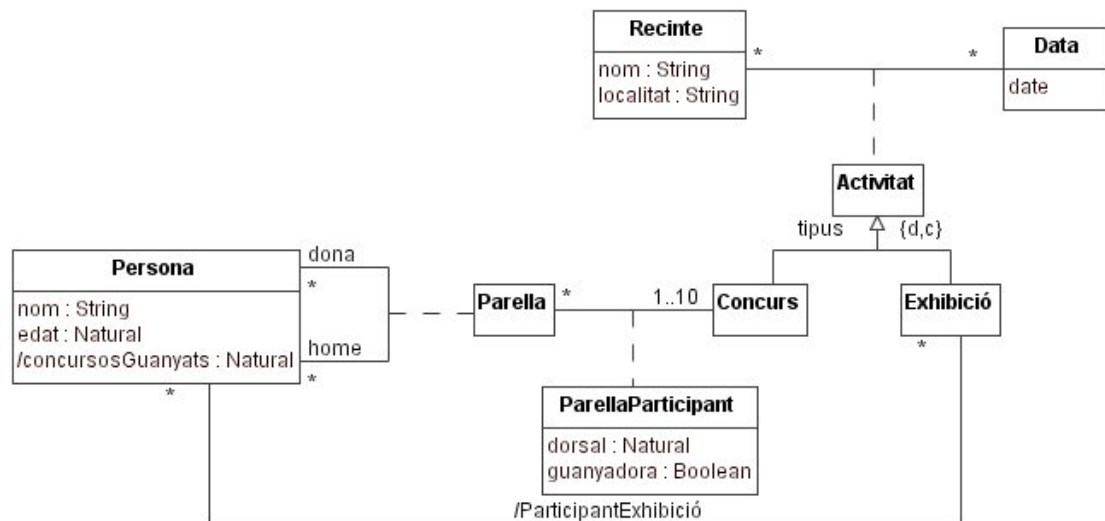 Recinte
nom : String
localitat : String
*
*
Data
date
Activitat
tipus
{d,c}
Persona
nom : String
edat : Natural
/concursosGuanyats : Natural
dona
*
home
*
*
Parella
*
1..10
Concurs
Exhibició
*
ParellaParticipant
dorsal : Natural
guanyadora : Boolean
/ParticipantExhibició